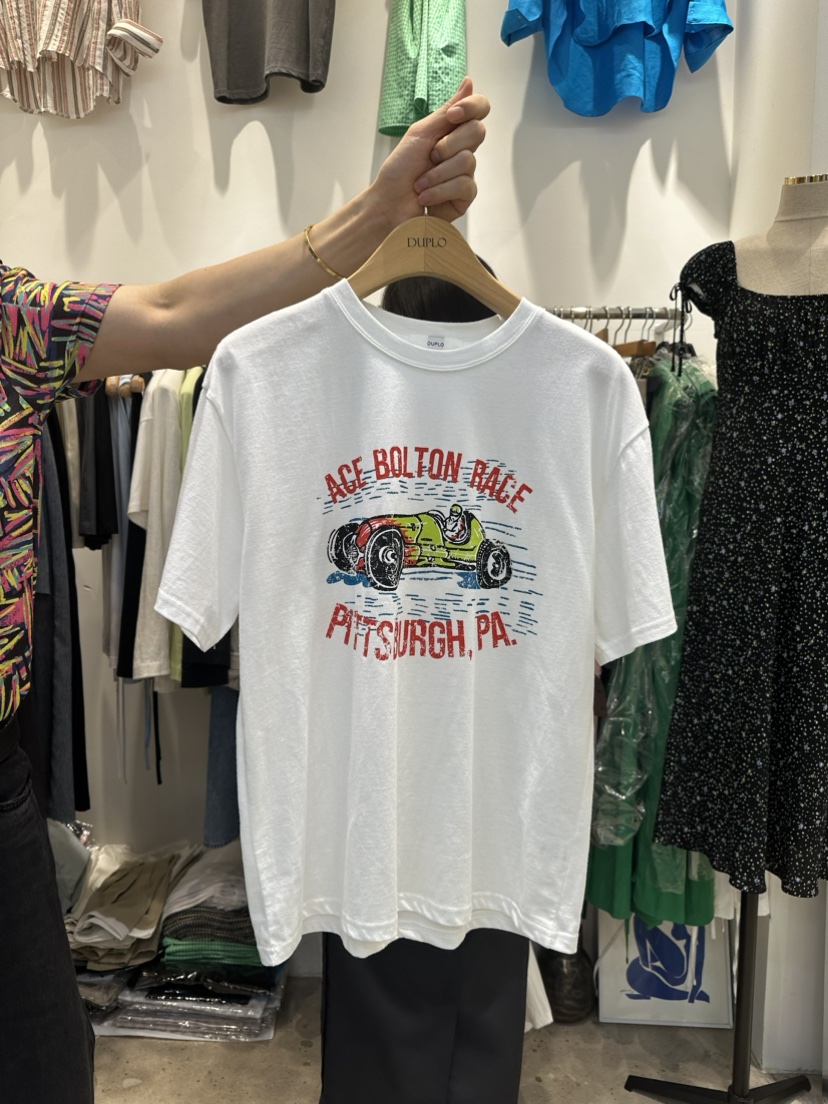 DUPLO
DUPLO
ACE BOLTON RACE
PITTSBURGH, PA.